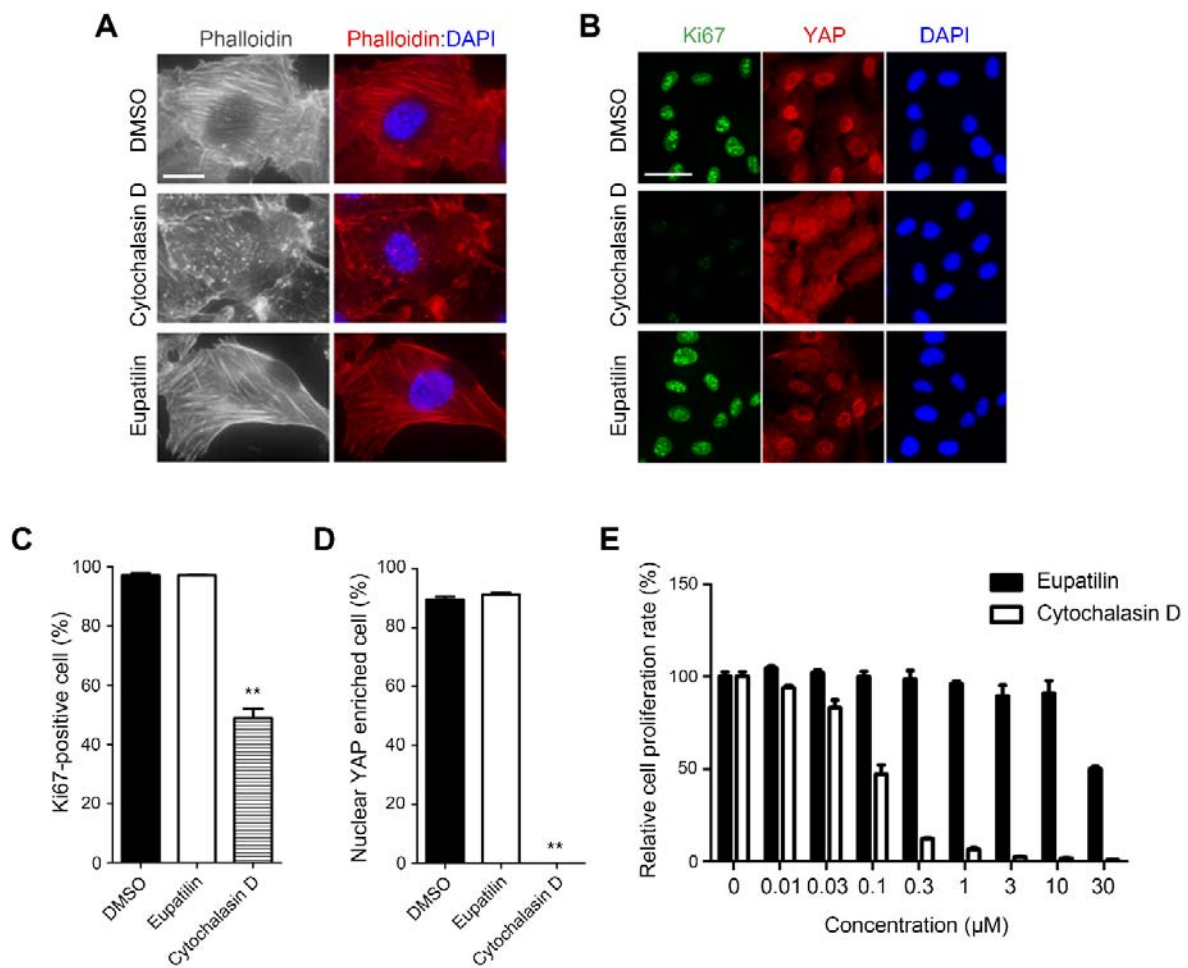 A
Phalloidin
Phalloidin:DAPI
DMSO
Cytochalasin D
Eupatilin
B
Ki67
YAP
DAPI
DMSO
Cytochalasin D
Eupatilin
C
Ki67-positive cell (%)
100
80
60
40
20
0
**
DMSO
Eupatilin
Cytochalasin D
D
Nuclear YAP enriched cell (%)
100
80
60
40
20
0
**
DMSO
Eupatilin
Cytochalasin D
E
Relative cell proliferation rate (%)
150
100
50
0
Eupatilin
Cytochalasin D
0 0.01 0.03 0.1 0.3 1 3 10 30
Concentration (µM)